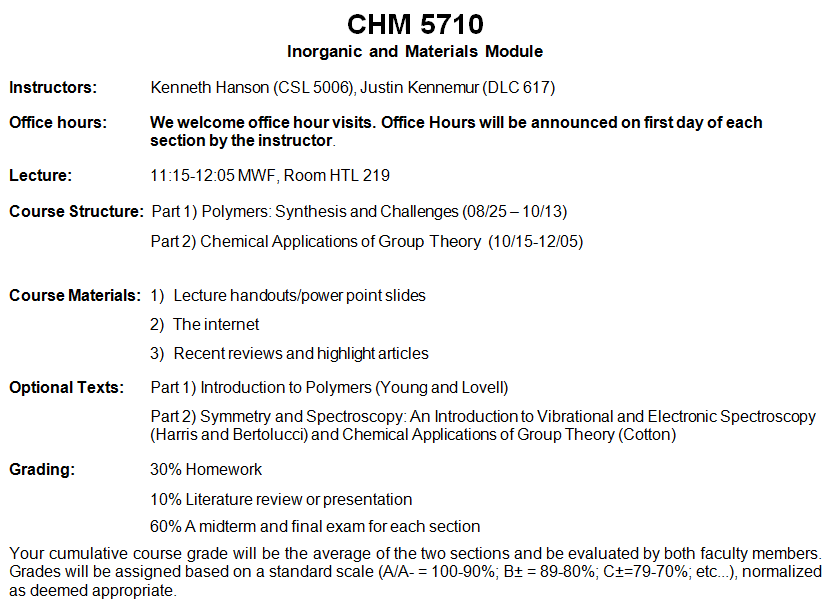 CHM 5710
Inorganic and Materials Module
Instructors: Kenneth Hanson (CSL 5006), Justin Kennemur (DLC 617)
Office hours: We welcome office hour visits. Office Hours will be announced on first day of each
section by the instructor.
Lecture: 11:15-12:05 MWF, Room HTL 219
Course Structure: Part 1) Polymers: Synthesis and Challenges (08/25 – 10/13)
Part 2) Chemical Applications of Group Theory (10/15-12/05)
Course Materials: 1) Lecture handouts/power point slides
2) The internet
3) Recent reviews and highlight articles
Optional Texts: Part 1) Introduction to Polymers (Young and Lovell)
Part 2) Symmetry and Spectroscopy: An Introduction to Vibrational and Electronic Spectroscopy
(Harris and Bertolucci) and Chemical Applications of Group Theory (Cotton)
Grading: 30% Homework
10% Literature review or presentation
60% A midterm and final exam for each section
Your cumulative course grade will be the average of the two sections and be evaluated by both faculty members.
Grades will be assigned based on a standard scale (A/A- = 100-90%; B± = 89-80%; C±=79-70%; etc...), normalized
as deemed appropriate.